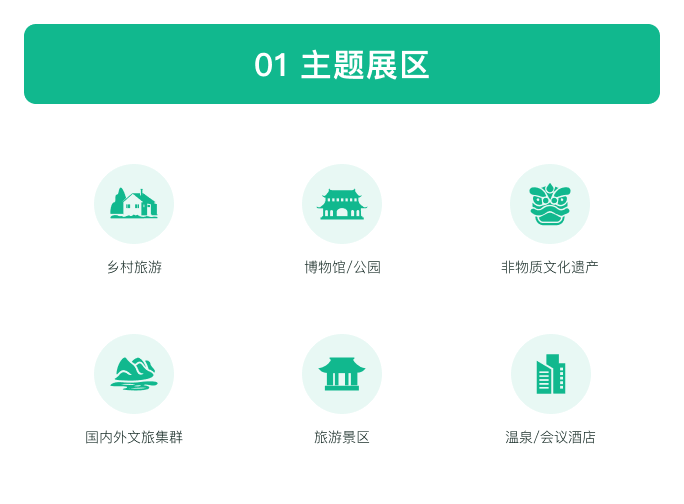 01 主题展区
乡村旅游
博物馆/公园
非物质文化遗产
国内外文旅集群
旅游景区
温泉/会议酒店